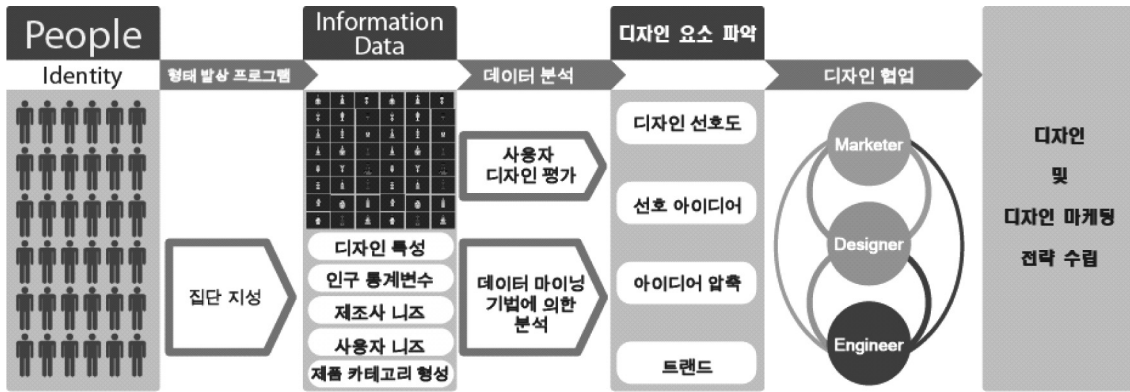 People
Identity
형태 발상 프로그램
집단 지성
Information
Data
디자인 특성
인구 통계변수
제조사 니즈
사용자 니즈
제품 카테고리 형성
데이터 분석
사용자
디자인 평가
데이터 마이닝
기법에 의한
분석
디자인 요소 파악
디자인 선호도
선호 아이디어
아이디어 압축
트랜드
디자인 협업
Marketer
Designer
Engineer
디자인
및
디자인 마케팅
전략 수립